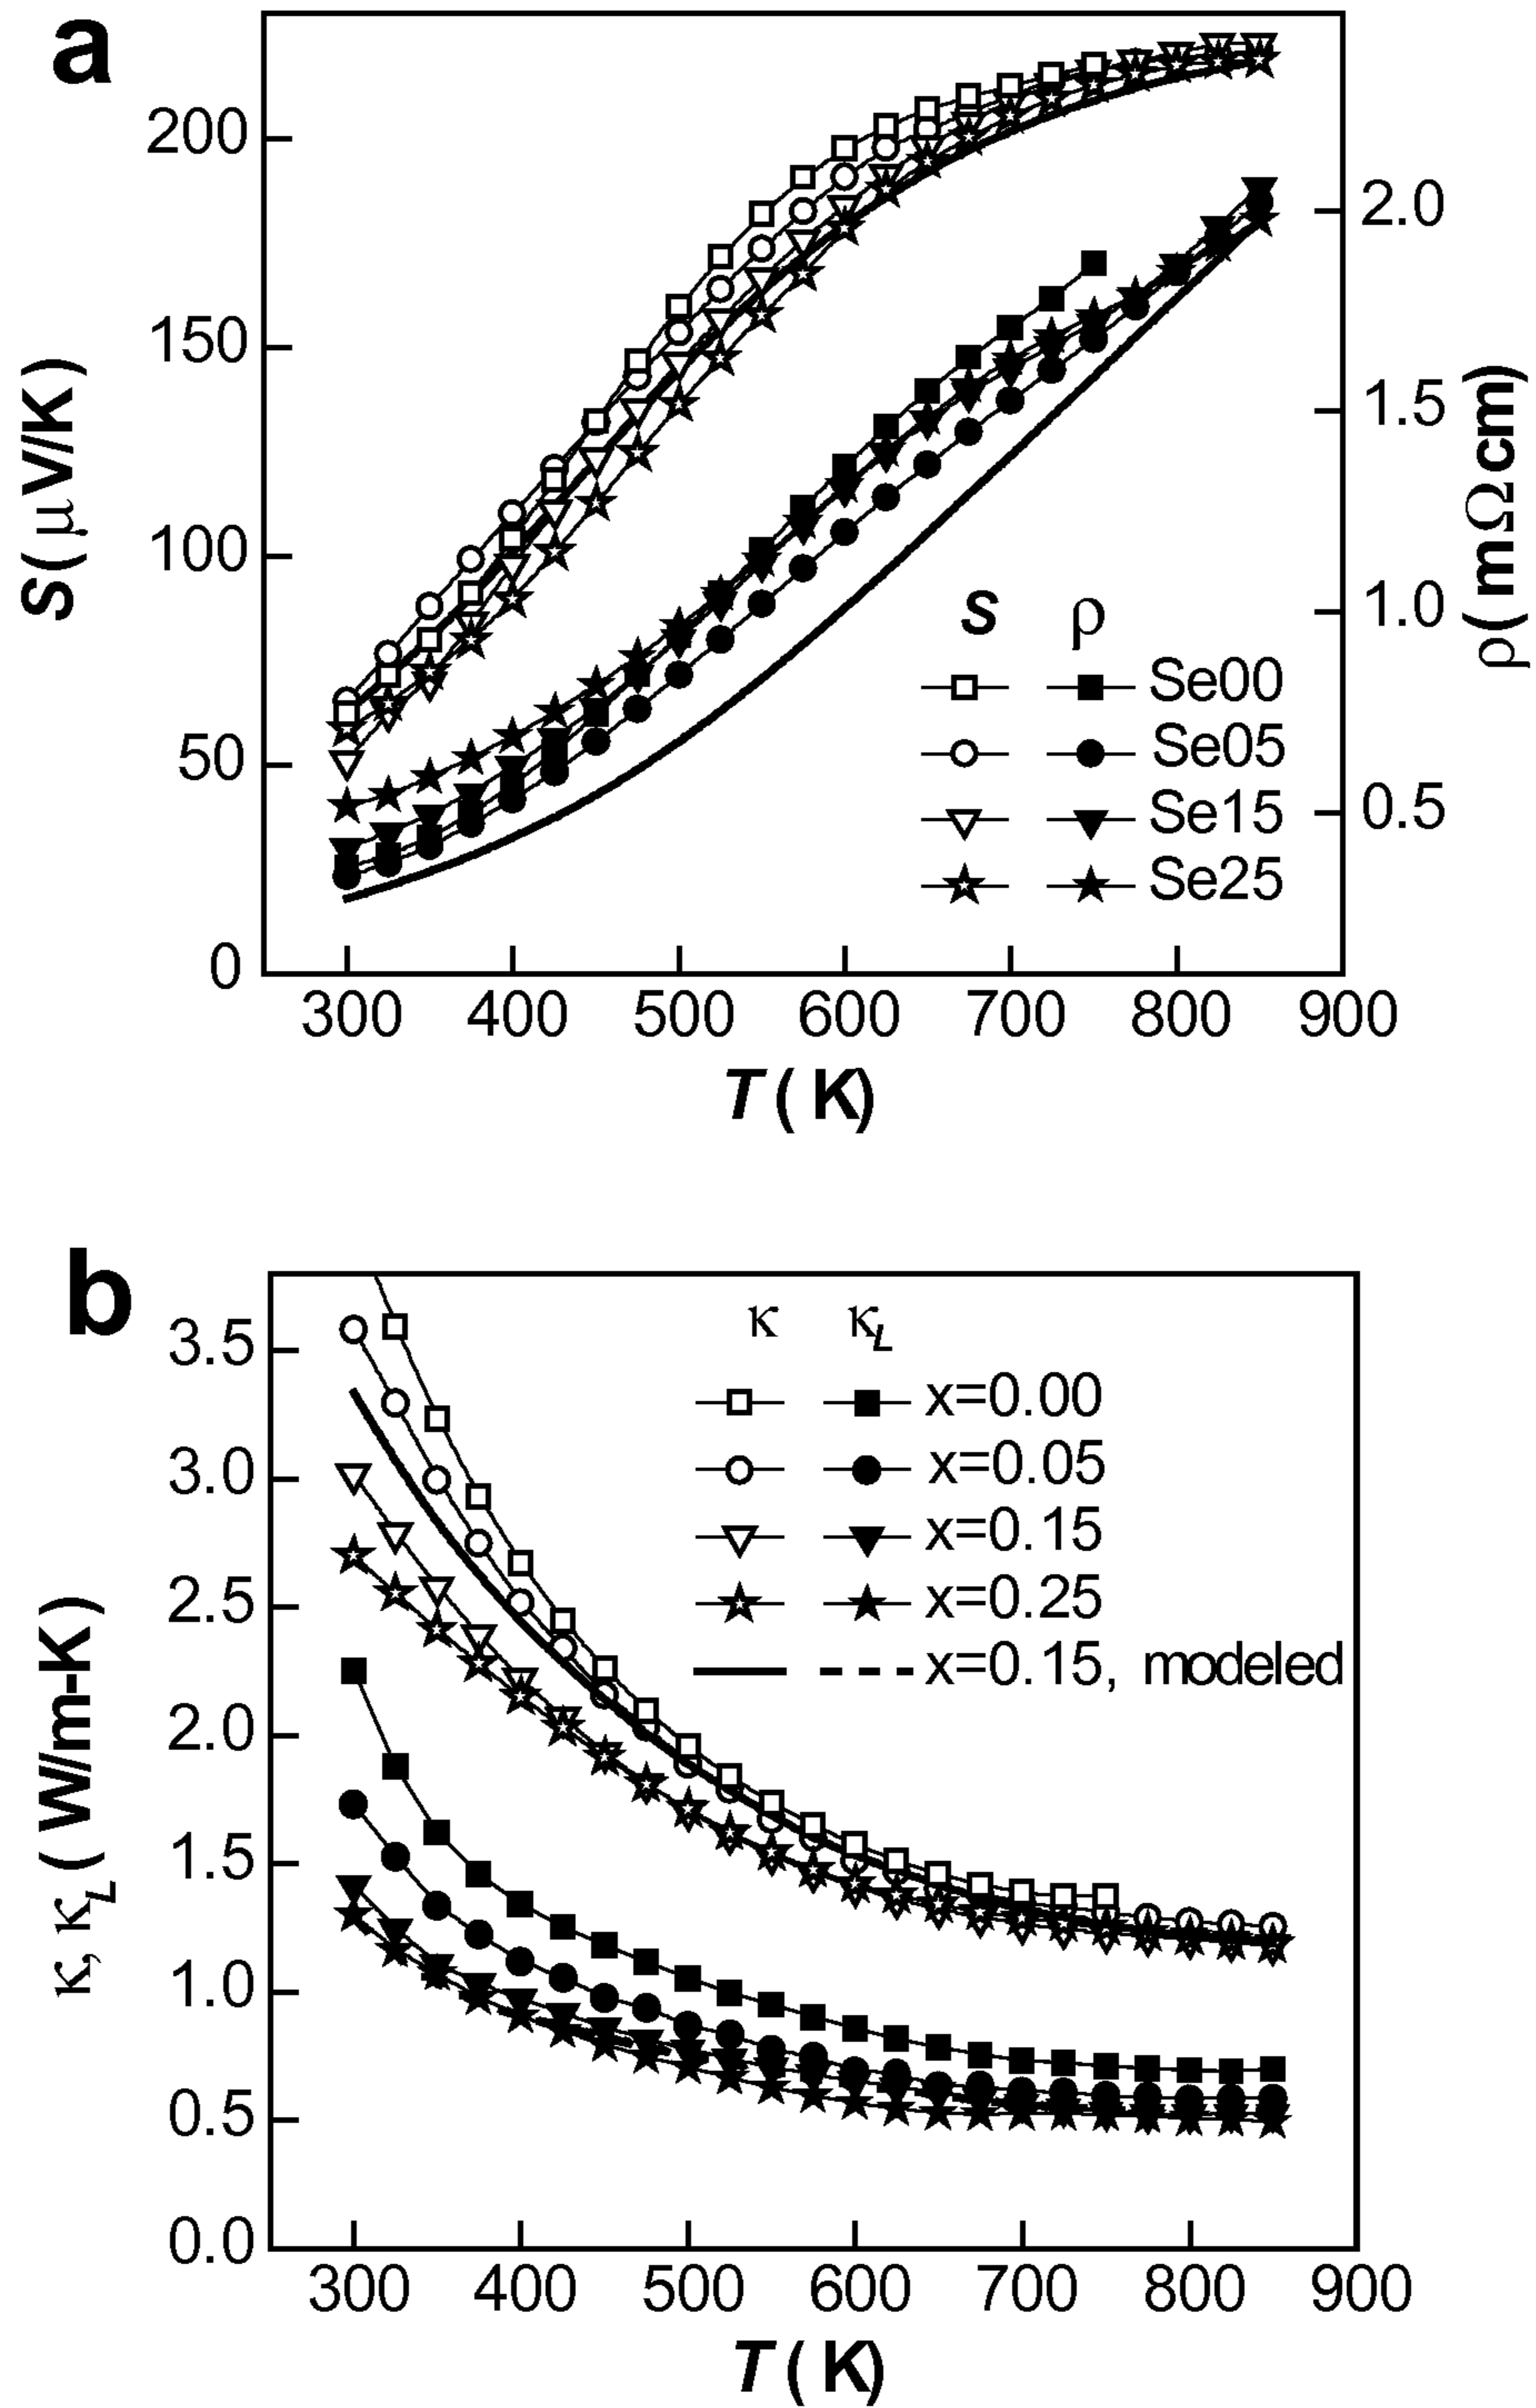 a
200
150
100
50
0
S(μV/K)
2.0
1.5
1.0
0.5
ρ(mΩcm)
S ρ
Se00
Se05
Se15
Se25
300 400 500 600 700 800 900
T(K)
b
3.5
3.0
2.5
2.0
1.5
1.0
0.5
0.0
κ, κL (W/m-K)
κ κL
x=0.00
x=0.05
x=0.15
x=0.25
x=0.15, modeled
300 400 500 600 700 800 900
T(K)